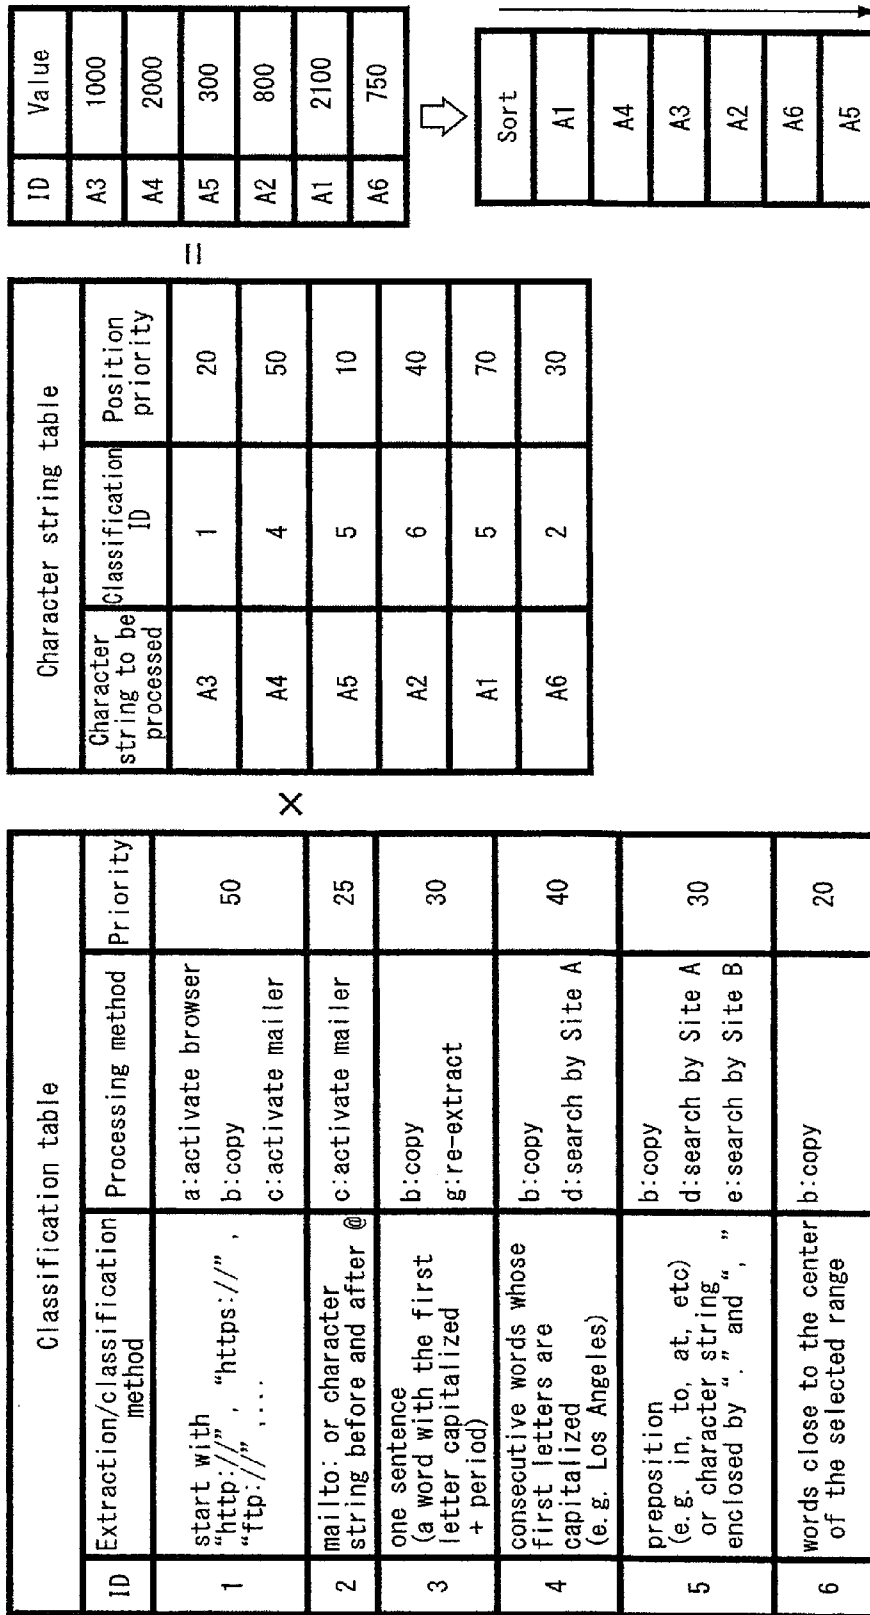 Classification table
ID Extraction/classification method Processing method Priority
1 start with a:activate browser 50
“http://” , “https://” , b:copy
“ftp://” ,... c:activate mailer
2 mailto: or character c:activate mailer 25
string before and after @
3 one sentence b:copy 30
(a word with the first g:re-extract
letter capitalized
+ period)
4 consecutive words whose b:copy 40
first letters are d:search by Site A
capitalized
(e.g. Los Angeles)
5 preposition b:copy 30
(e.g. in, to, at, etc) d:search by Site A
or character string e:search by Site B
enclosed by “.” and “, ”
6 words close to the center b:copy 20
of the selected range
×
Character string table
Character string to be processed Classification ID Position priority
A3 1 20
A4 4 50
A5 5 10
A2 6 40
A1 5 70
A6 2 30
=
ID Value
A3 1000
A4 2000
A5 300
A2 800
A1 2100
A6 750
Sort
A1
A4
A3
A2
A6
A5